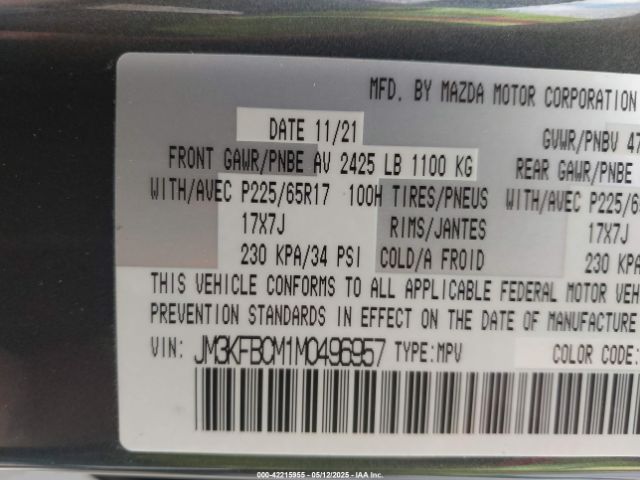 MFD. BY MAZDA MOTOR CORPORATION
DATE 11/21 GVWR/PNBV 47
FRONT GAWR/PNBE AV 2425 LB 1100 KG REAR GAWR/PNBE
WITH/AVEC P225/65R17 100H TIRES/PNEUS WITH/AVEC P225/65
17X7J RIMS/JANTES 17X7J
230 KPA/34 PSI COLD/A FROID 230 KPA
THIS VEHICLE CONFORMS TO ALL APPLICABLE FEDERAL MOTOR VEH
PREVENTION STANDARDS IN EFFECT ON THE DATE OF MANUFACTURE
VIN: JM3KFBCM1M0496957 TYPE:MPV COLOR CODE:
000-42215955 - 05/12/2025 - IAAI.COM